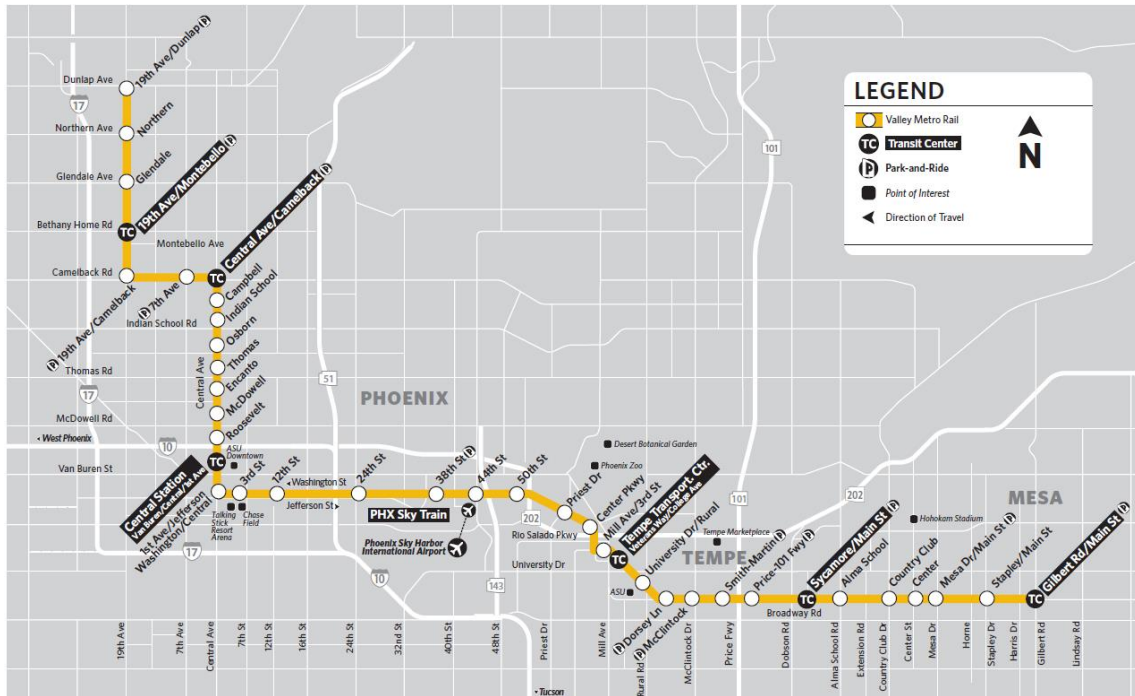 19th Ave/Dunlap P
Dunlap Ave
17
Northern Ave
Northern
Glendale Ave
Glendale
Bethany Home Rd
TC
19th Ave/Montebello P
Montebello Ave
Camelback Rd
P 19th Ave/Camelback
P 7th Ave
TC
Central Ave/Camelback P
Campbell
Indian School
Indian School Rd
Osborn
Thomas
Thomas Rd
Encanto
Central Ave
McDowell
McDowell Rd
Roosevelt
17
51
101
PHOENIX
LEGEND
Valley Metro Rail
TC Transit Center
P Park-and-Ride
Point of Interest
Direction of Travel
N
West Phoenix
10
Van Buren St
ASU
Downtown
TC
Central Station
Van Buren/Central/1st Ave
1st Ave/Jefferson
Washington/Central
3rd St
12th St
Washington St
Jefferson St
Talking
Stick
Resort
Arena
Chase
Field
24th St
38th St P
44th St
50th St
PHX Sky Train
Phoenix Sky Harbor
International Airport
17
10
143
202
Desert Botanical Garden
Phoenix Zoo
Priest Dr
Center Pkwy
Mill Ave/3rd St
Rio Salado Pkwy
University Dr
TC
Tempe Transport. Ctr.
Veterans Way/College Ave
University Dr/Rural
ASU
TEMPE
Tempe Marketplace
101
202
P Dorsey Ln
P McClintock
Smith-Martin P
Price-101 Fwy P
Broadway Rd
TC
Sycamore/Main St P
Alma School
Country Club
Center
Mesa Dr/Main St P
Stapley/Main St
TC
Gilbert Rd/Main St P
MESA
Hohokam Stadium
19th Ave
7th Ave
Central Ave
7th St
12th St
16th St
24th St
32nd St
40th St
48th St
Priest Dr
Mill Ave
Rural Rd
McClintock Dr
Price Fwy
Dobson Rd
Alma School Rd
Extension Rd
Country Club Dr
Center St
Mesa Dr
Home
Stapley Dr
Harris Dr
Gilbert Rd
Lindsay Rd
Tucson